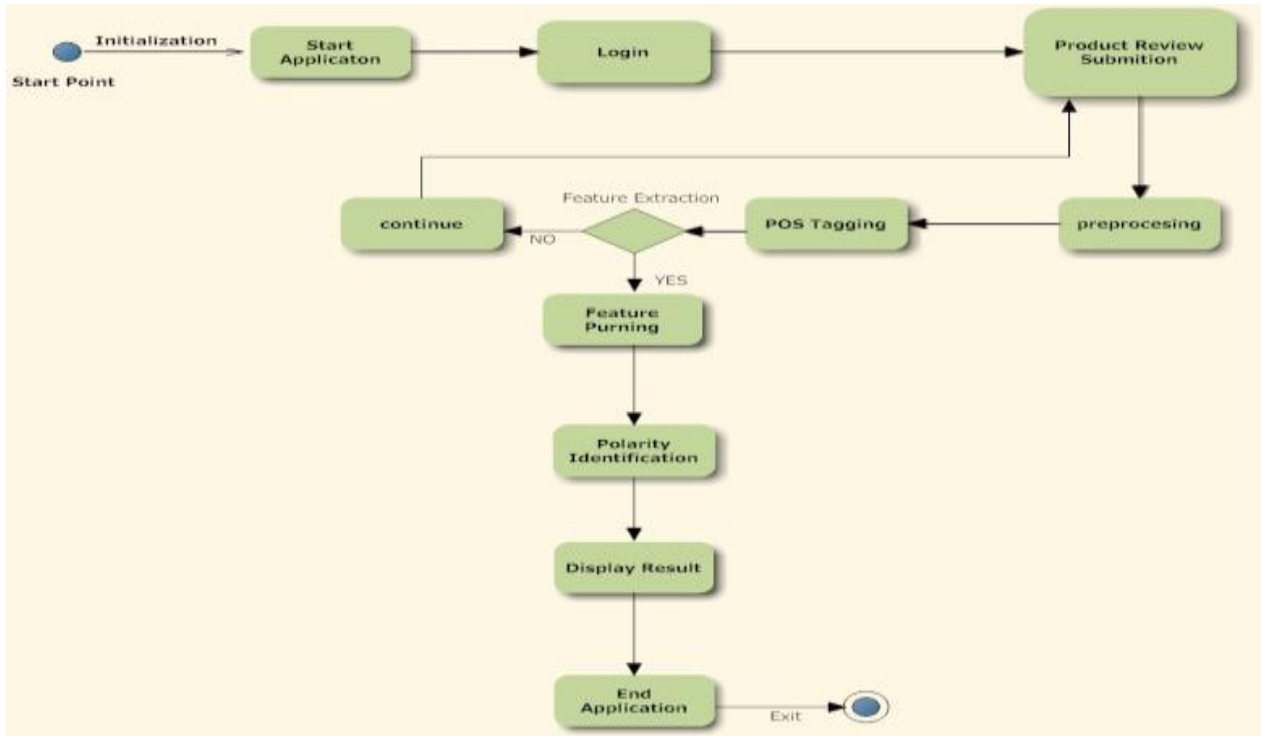 Initialization
Start Point
Start
Applicaton
Login
Product Review
Submition
preprocesing
POS Tagging
Feature Extraction
NO
continue
YES
Feature
Purning
Polarity
Identification
Display Result
End
Application
Exit